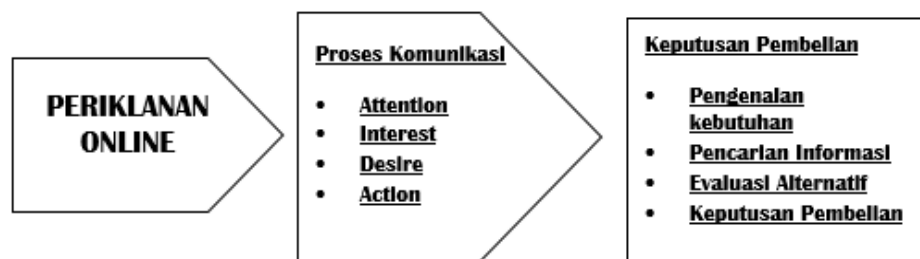 PERIKLANAN
ONLINE
Proses Komunikasi
• Attention
• Interest
• Desire
• Action
Keputusan Pembelian
• Pengenalan
kebutuhan
• Pencarian Informasi
• Evaluasi Alternatif
• Keputusan Pembelian